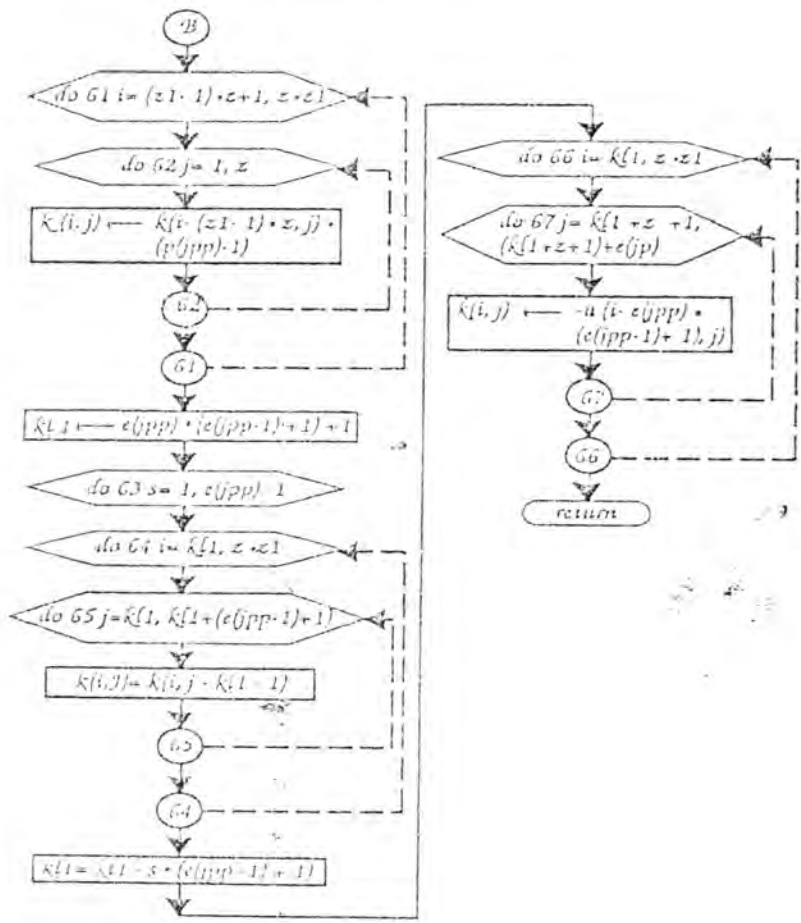 B
do 61 i= (z1- 1) * z+1, z * z1
do 62 j= 1, z
k(i,j) ⟵ k(i- (z1- 1) * z, j) *
(p(jpp)-1)
62
61
kl1 ⟵ e(jpp) * (e(jpp-1)+1)+1
do 63 s= 1, e(jpp)-1
do 64 i= kl1, z *z1
do 65 j=kl1, kl1+(e(jpp-1)+1)
k(i,j)= k(i, j - kl1 - 1)
65
64
kl1= kl1 - s * (e(jpp-1)+ 1)
do 66 i= kl1, z *z1
do 67 j= kl1 +z +1,
(kl1+z+1)+e(jp)
k(i,j) ⟵ -a (i- e(jpp) *
(e(jpp-1)+ 1), j)
67
66
return